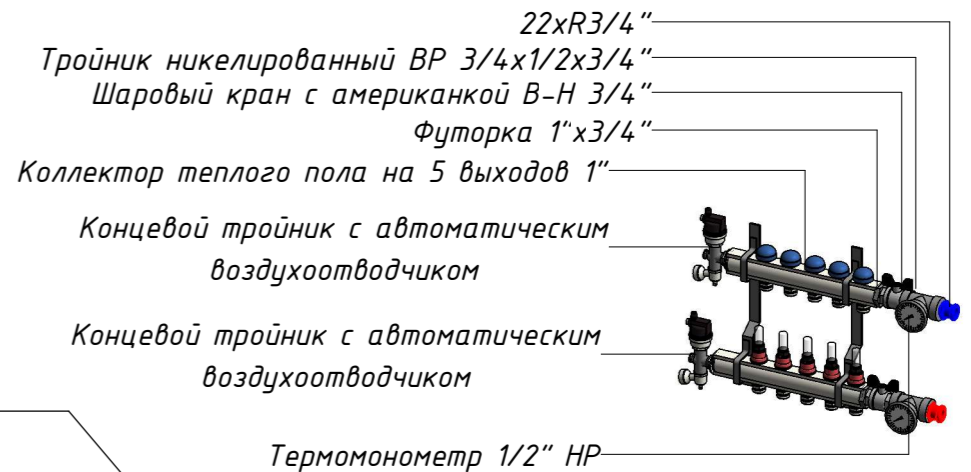 22xR3/4"
Тройник никелированный ВР 3/4x1/2x3/4"
Шаровый кран с американкой В-Н 3/4"
Футорка 1"x3/4"
Коллектор теплого пола на 5 выходов 1"
Концевой тройник с автоматическим
воздухоотводчиком
Концевой тройник с автоматическим
воздухоотводчиком
Термомонометр 1/2" НР